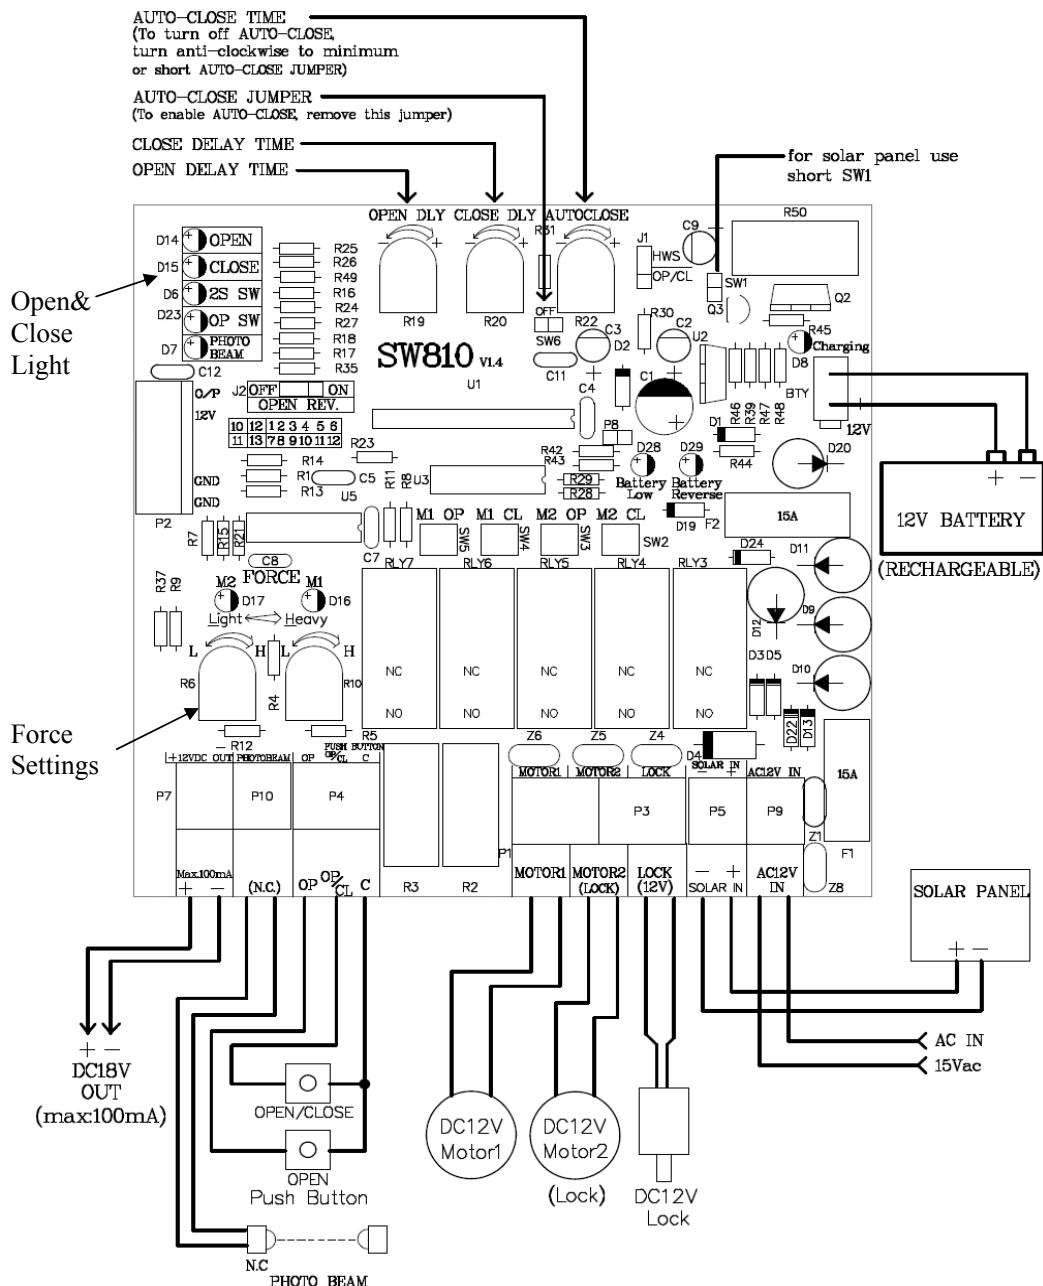 AUTO-CLOSE TIME
(To turn off AUTO-CLOSE,
turn anti-clockwise to minimum
or short AUTO-CLOSE JUMPER)
AUTO-CLOSE JUMPER
(To enable AUTO-CLOSE, remove this jumper)
CLOSE DELAY TIME
OPEN DELAY TIME
for solar panel use
short SW1
OPEN DLY CLOSE DLY AUTOCLOSE
R31
R19
R20
R22
OFF
SW6
J1
HWS
OP/CL
C9
R50
SW1
Q3
Q2
R45
Charging
D8
D14 OPEN
D15 CLOSE
D6 2S SW
D23 OP SW
D7 PHOTO
BEAM
R25
R26
R49
R16
R24
R27
R18
R17
R35
Open&
Close
Light
SW810 V1.4
U1
C11
C3
D2
R30
C2
U2
C1
C4
C12
J2 OFF ON
OPEN REV.
10 12 1 2 3 4 5 6
11 13 7 8 9 10 11 12
O/P
12V
GND
GND
P2
R14
R1
R13
R23
C5
U5
R11
R8
U3
R42
R43
R29
R28
P8
D28
Battery
Low
D29
Battery
Reverse
R46
R39
R47
R48
D1
R44
BTY
12V
D20
D19
F2
15A
+ −
12V BATTERY
(RECHARGEABLE)
R7
R15
R21
C7
C8
M1 OP M1 CL M2 OP M2 CL
SW5
SW4
SW3
SW2
D24
D11
RLY7
RLY6
RLY5
RLY4
RLY3
R37
R9
FORCE
M2
M1
D17
D16
Light
Heavy
L H
L H
R6
R4
R10
NC NC NC NC NC
NO NO NO NO NO
D12
D9
D3
D5
D10
D22
D13
R12
R5
Force
Settings
Z6
Z5
Z4
D4
P7
+12VDC OUT −
PHOTOBEAM
PUSH BUTTON
OP OP/CL C
P10
P4
MOTOR1
MOTOR2
LOCK
SOLAR IN
− +
AC12V IN
P3
P5
P9
P1
15A
Z1
F1
Z8
Max.100mA
+ −
(N.C.)
OP OP/CL C
R3
R2
MOTOR1
MOTOR2
(LOCK)
LOCK
(12V)
− +
SOLAR IN
AC12V
IN
SOLAR PANEL
+ −
AC IN
15Vac
+ −
DC18V
OUT
(max:100mA)
OPEN/CLOSE
OPEN
Push Button
N.C
PHOTO BEAM
DC12V
Motor1
DC12V
Motor2
(Lock)
DC12V
Lock